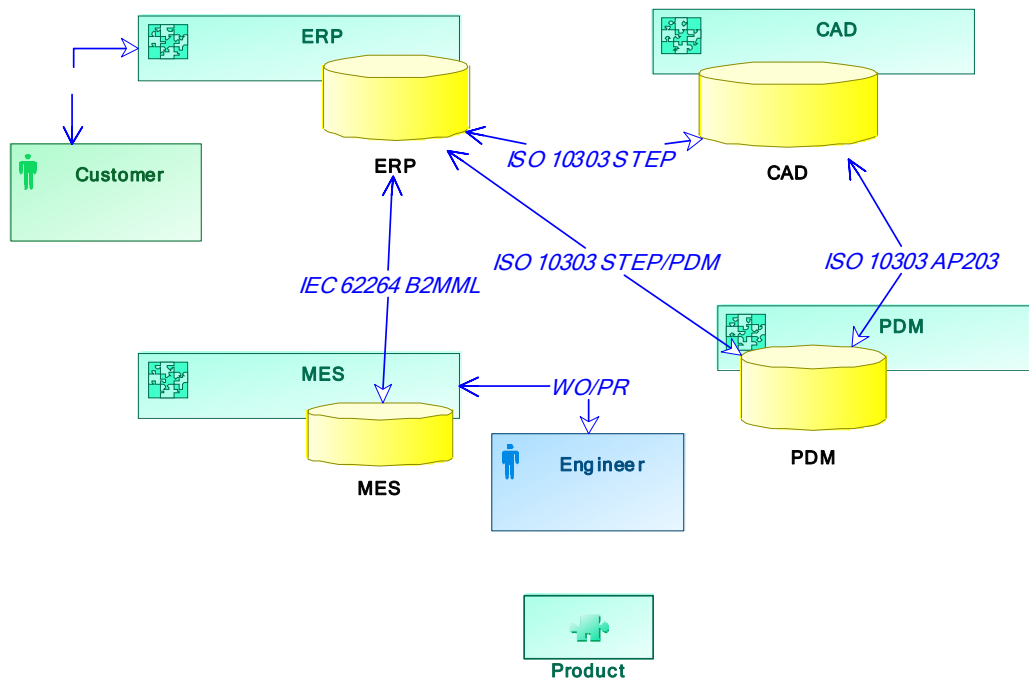 ERP
CAD
ERP
CAD
Customer
ISO 10303 STEP
ISO 10303 STEP/PDM
ISO 10303 AP203
IEC 62264 B2MML
PDM
MES
WO/PR
PDM
Engineer
MES
Product